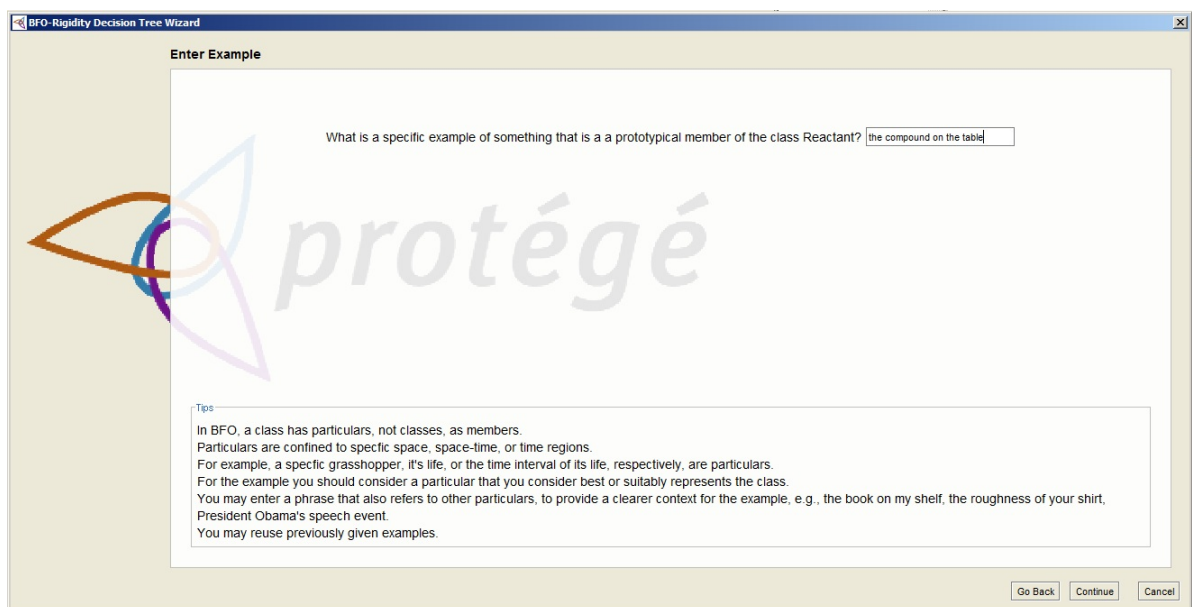 BFO-Rigidity Decision Tree Wizard
Enter Example
What is a specific example of something that is a a prototypical member of the class Reactant? the compound on the table
protégé
Tips
In BFO, a class has particulars, not classes, as members.
Particulars are confined to specfic space, space-time, or time regions.
For example, a specfic grasshopper, it's life, or the time interval of its life, respectively, are particulars.
For the example you should consider a particular that you consider best or suitably represents the class.
You may enter a phrase that also refers to other particulars, to provide a clearer context for the example, e.g., the book on my shelf, the roughness of your shirt,
President Obama's speech event.
You may reuse previously given examples.
Go Back Continue Cancel